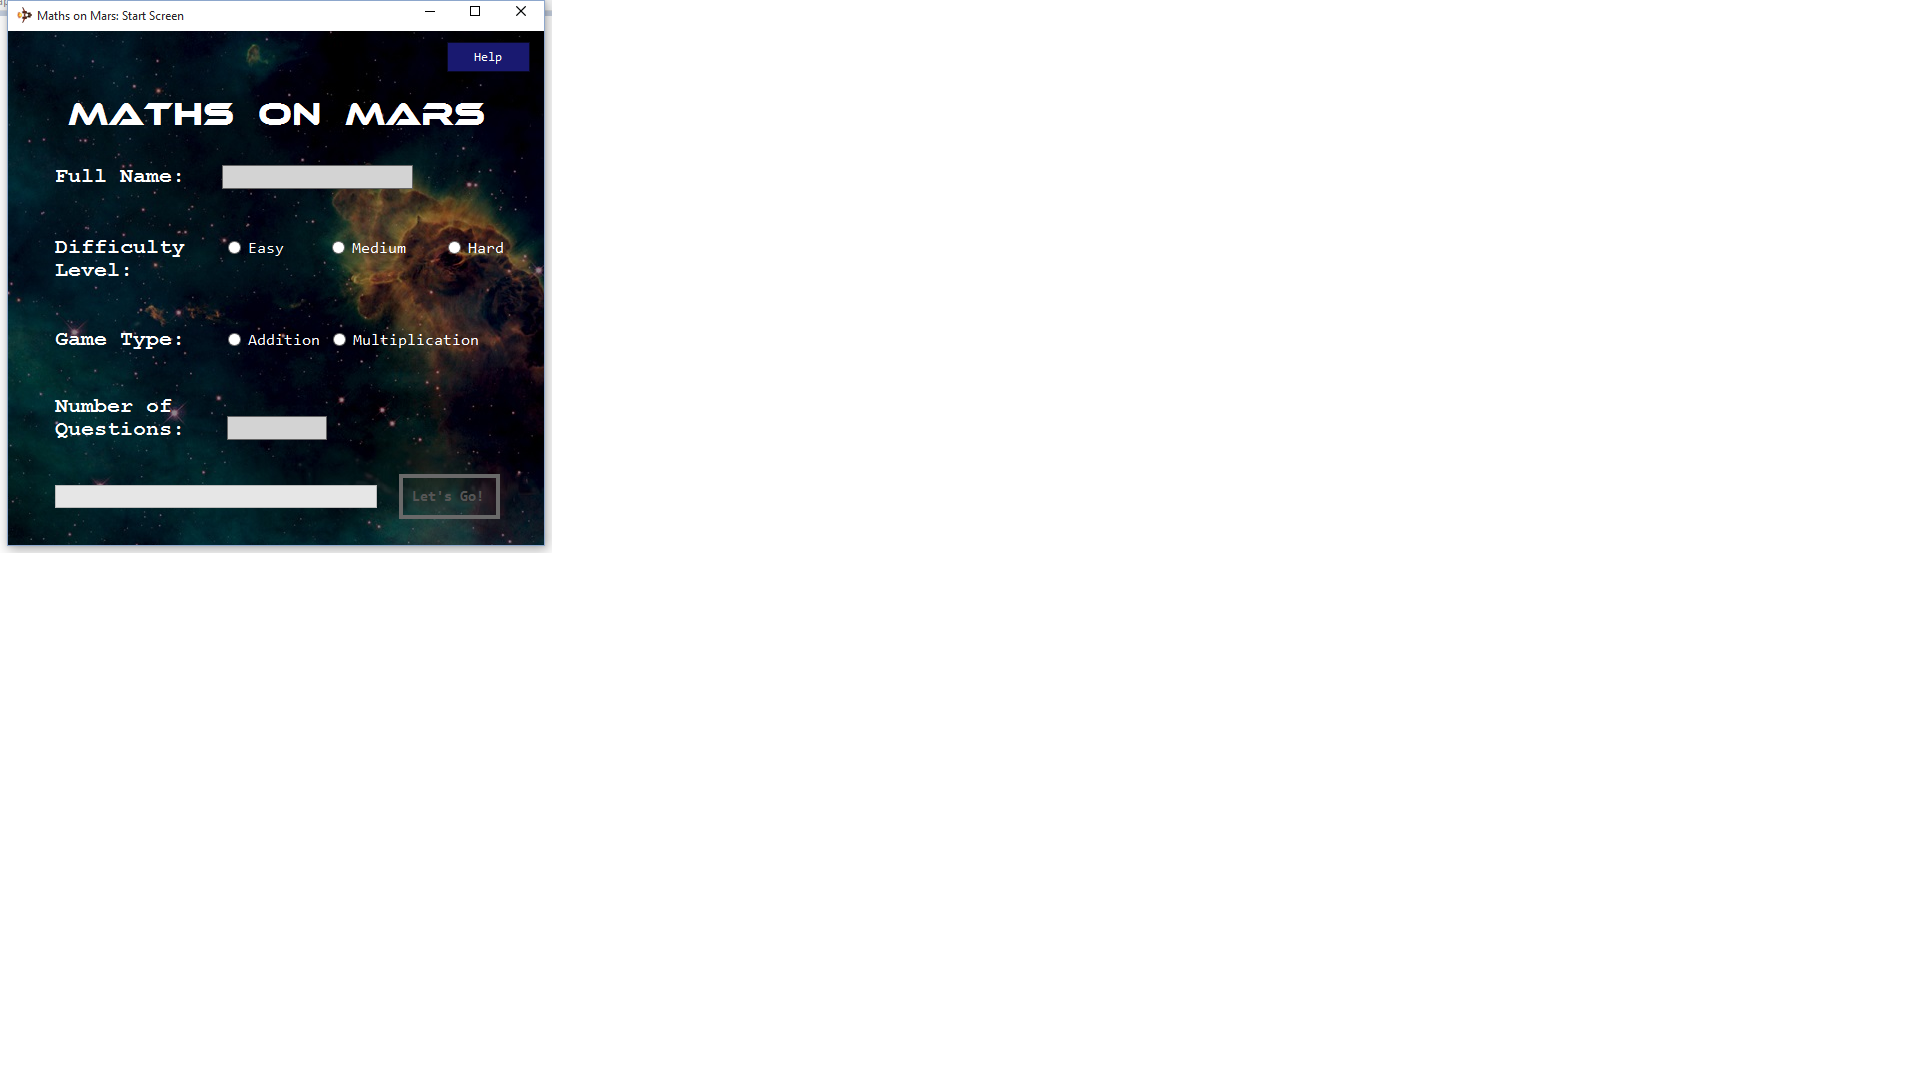 Maths on Mars: Start Screen
Help
MATHS ON MARS
Full Name:
Difficulty
Level:
Easy
Medium
Hard
Game Type:
Addition
Multiplication
Number of
Questions:
Let's Go!